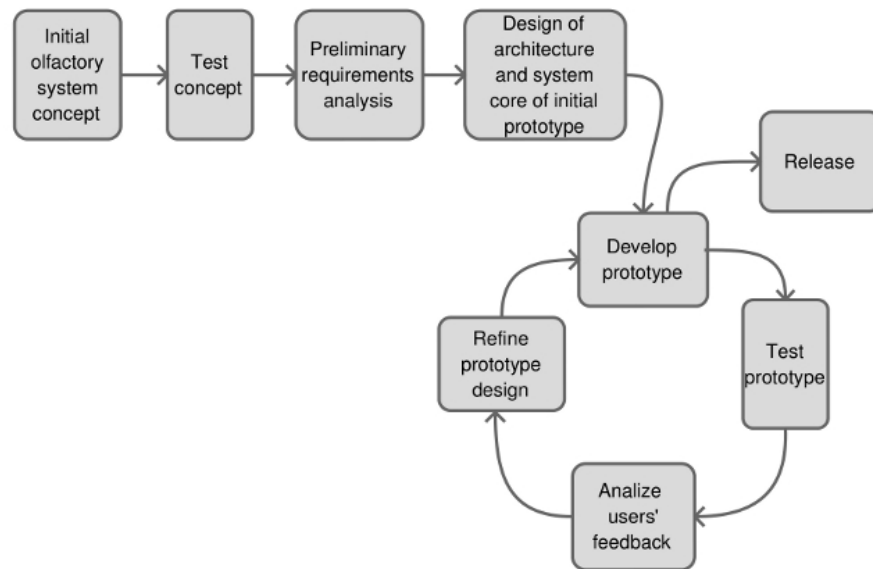 Initial
olfactory
system
concept
Test
concept
Preliminary
requirements
analysis
Design of
architecture
and system
core of initial
prototype
Release
Develop
prototype
Test
prototype
Refine
prototype
design
Analize
users'
feedback